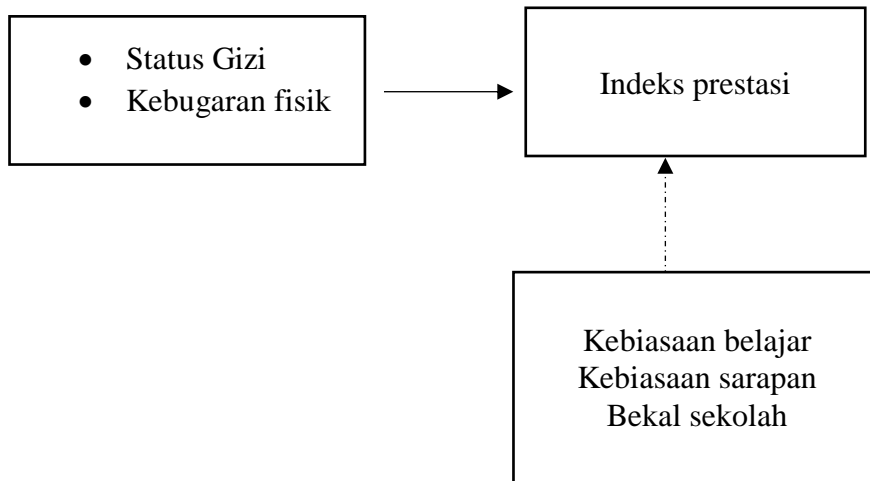 • Status Gizi
• Kebugaran fisik
Indeks prestasi
Kebiasaan belajar
Kebiasaan sarapan
Bekal sekolah